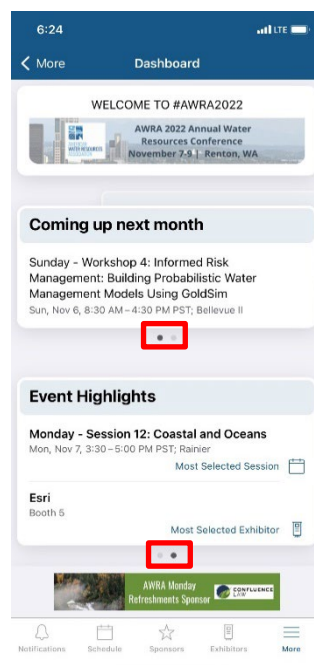 6:24
LTE
More
Dashboard
WELCOME TO #AWRA2022
AWRA 2022 Annual Water
Resources Conference
November 7-9 | Renton, WA
Coming up next month
Sunday - Workshop 4: Informed Risk
Management: Building Probabilistic Water
Management Models Using GoldSim
Sun, Nov 6, 8:30 AM – 4:30 PM PST; Bellevue II
Event Highlights
Monday - Session 12: Coastal and Oceans
Mon, Nov 7, 3:30 – 5:00 PM PST; Rainier
Most Selected Session
Esri
Booth 5
Most Selected Exhibitor
AWRA Monday
Refreshments Sponsor
CONFLUENCE
LAW
Notifications
Schedule
Sponsors
Exhibitors
More